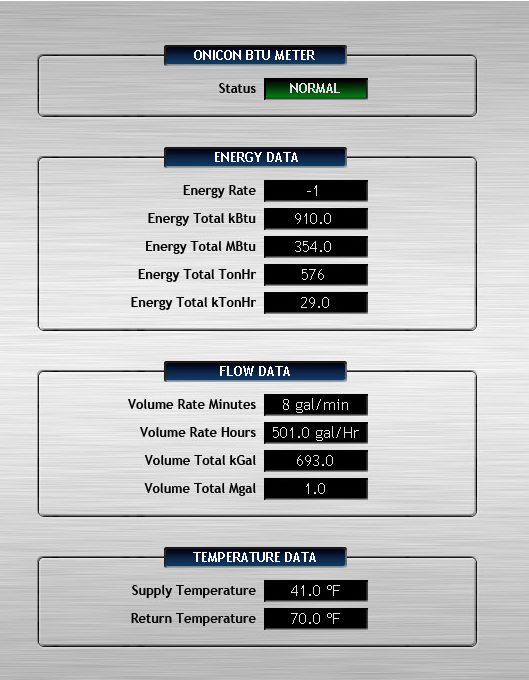 ONICON BTU METER
Status NORMAL
ENERGY DATA
Energy Rate -1
Energy Total kBtu 910.0
Energy Total MBtu 354.0
Energy Total TonHr 576
Energy Total kTonHr 29.0
FLOW DATA
Volume Rate Minutes 8 gal/min
Volume Rate Hours 501.0 gal/Hr
Volume Total kGal 693.0
Volume Total Mgal 1.0
TEMPERATURE DATA
Supply Temperature 41.0 °F
Return Temperature 70.0 °F